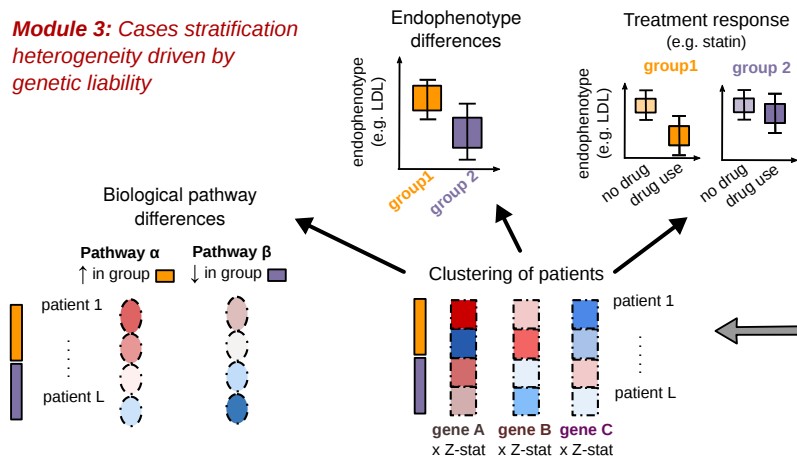 Module 3: Cases stratification
heterogeneity driven by
genetic liability
Endophenotype
differences
endophenotype
(e.g. LDL)
group1
group 2
Treatment response
(e.g. statin)
group1
group 2
endophenotype
(e.g. LDL)
no drug
drug use
no drug
drug use
Biological pathway
differences
Pathway α
↑ in group
Pathway β
↓ in group
patient 1
......
patient L
Clustering of patients
patient 1
......
patient L
gene A
x Z-stat
gene B
x Z-stat
gene C
x Z-stat